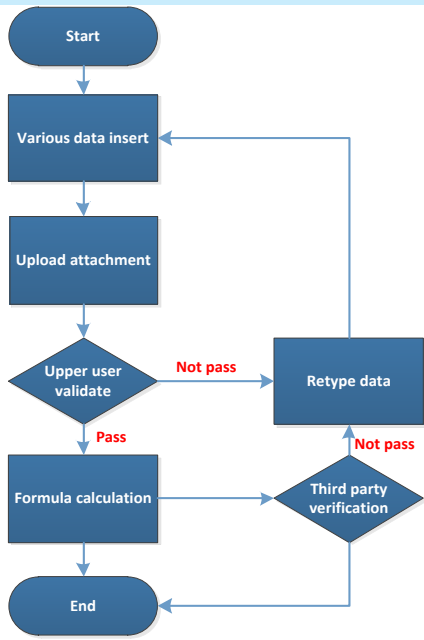 Start
Various data insert
Upload attachment
Upper user
validate
Not pass
Retype data
Pass
Not pass
Formula calculation
Third party
verification
End